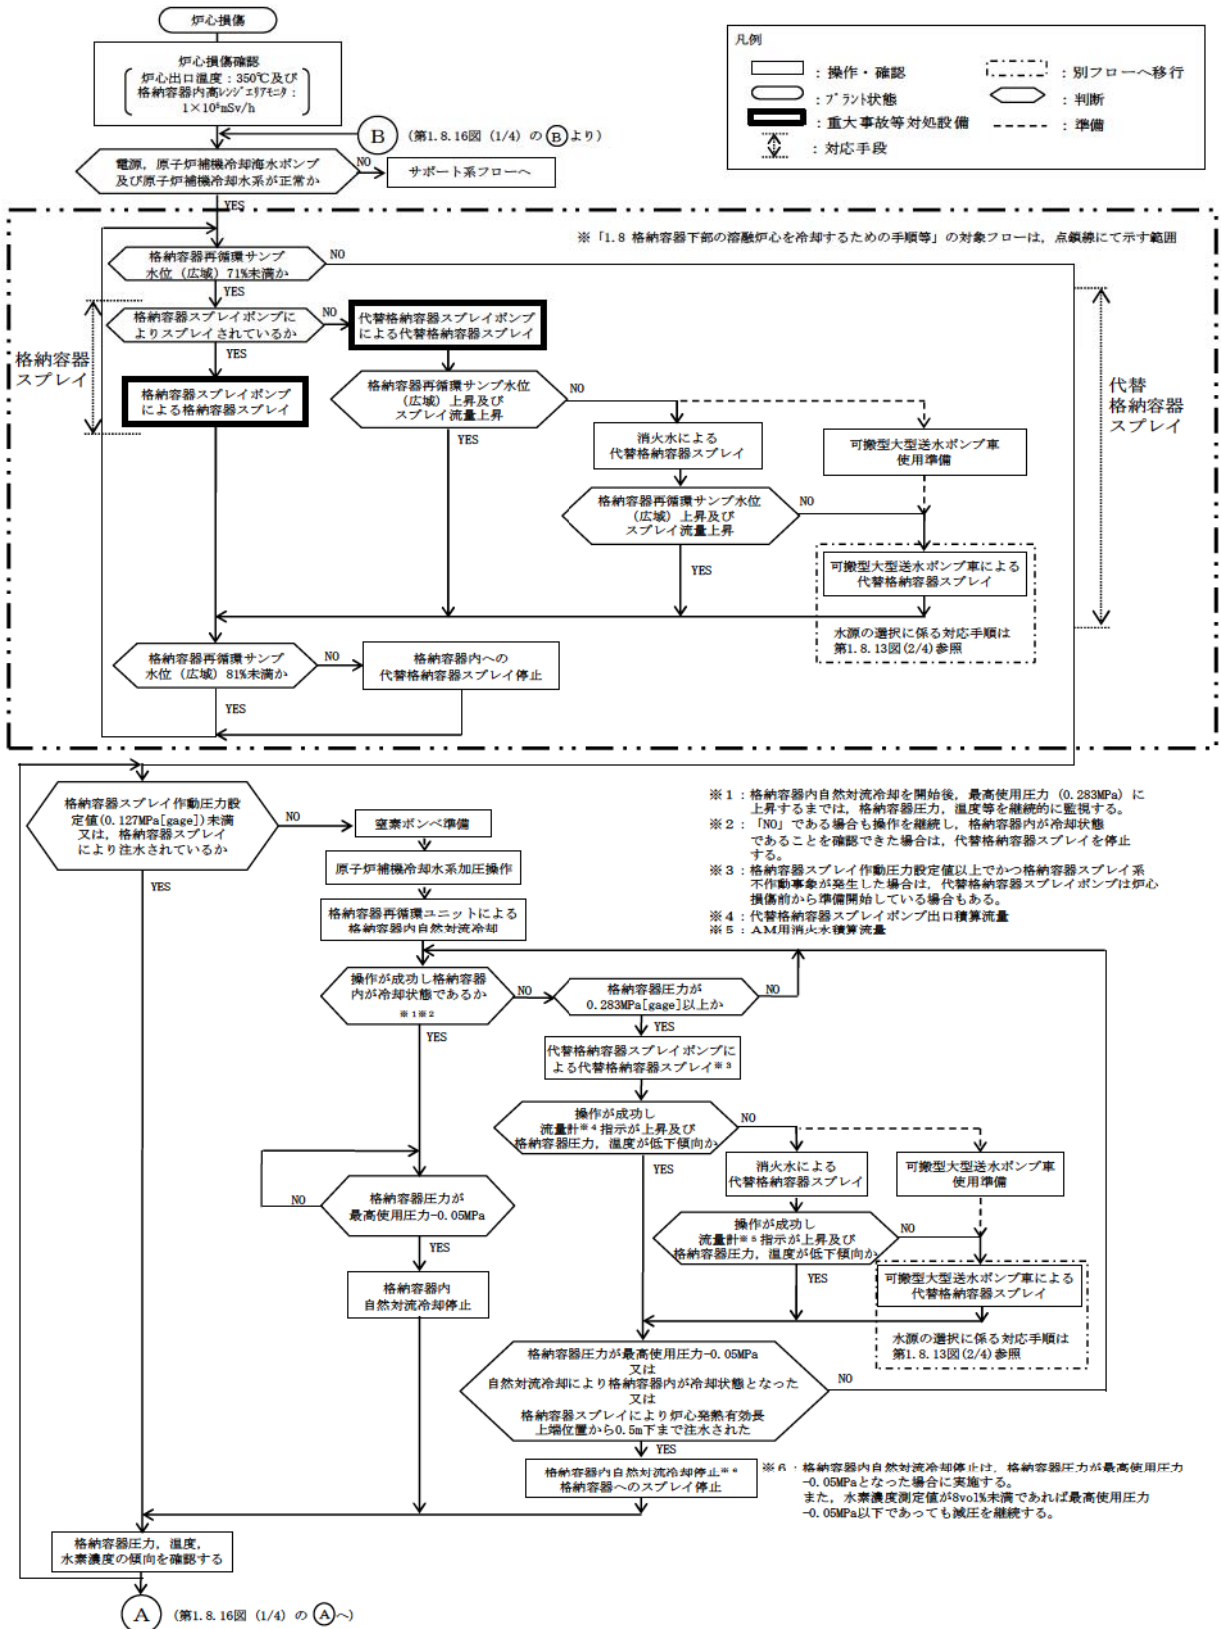 炉心損傷
炉心損傷確認
炉心出口温度：350℃及び
格納容器内高レンジエリアモニタ：
1×10⁵mSv/h
B
(第1.8.16図 (1/4) の Ⓑより)
電源，原子炉補機冷却海水ポンプ
及び原子炉補機冷却水系が正常か
NO
サポート系フローへ
YES
凡例
：操作・確認
：別フローへ移行
：プラント状態
：判断
：重大事故等対処設備
：準備
：対応手段
※「1.8 格納容器下部の溶融炉心を冷却するための手順等」の対象フローは，点鎖線にて示す範囲
格納容器再循環サンプ
水位（広域）71%未満か
NO
YES
格納容器スプレイポンプに
よりスプレイされているか
NO
YES
代替格納容器スプレイポンプ
による代替格納容器スプレイ
格納容器
スプレイ
格納容器スプレイポンプ
による格納容器スプレイ
格納容器再循環サンプ水位
（広域）上昇及び
スプレイ流量上昇
NO
YES
消火水による
代替格納容器スプレイ
可搬型大型送水ポンプ車
使用準備
代替
格納容器
スプレイ
格納容器再循環サンプ水位
（広域）上昇及び
スプレイ流量上昇
NO
YES
可搬型大型送水ポンプ車による
代替格納容器スプレイ
水源の選択に係る対応手順は
第1.8.13図(2/4)参照
格納容器再循環サンプ
水位（広域）81%未満か
NO
YES
格納容器内への
代替格納容器スプレイ停止
格納容器スプレイ作動圧力設
定値(0.127MPa[gage])未満
又は，格納容器スプレイ
により注水されているか
NO
YES
窒素ボンベ準備
原子炉補機冷却水系加圧操作
格納容器再循環ユニットによる
格納容器内自然対流冷却
※1：格納容器内自然対流冷却を開始後，最高使用圧力（0.283MPa）に
上昇するまでは，格納容器圧力，温度等を継続的に監視する。
※2：「NO」である場合も操作を継続し，格納容器内が冷却状態
であることを確認できた場合は，代替格納容器スプレイを停止
する。
※3：格納容器スプレイ作動圧力設定値以上でかつ格納容器スプレイ系
不作動事象が発生した場合は，代替格納容器スプレイポンプは炉心
損傷前から準備開始している場合もある。
※4：代替格納容器スプレイポンプ出口積算流量
※5：AM用消火水積算流量
操作が成功し格納容器
内が冷却状態であるか
※1※2
NO
YES
格納容器圧力が
0.283MPa[gage]以上か
NO
YES
代替格納容器スプレイポンプに
よる代替格納容器スプレイ※3
操作が成功し
流量計※4指示が上昇及び
格納容器圧力，温度が低下傾向か
NO
YES
消火水による
代替格納容器スプレイ
可搬型大型送水ポンプ車
使用準備
格納容器圧力が
最高使用圧力-0.05MPa
NO
YES
操作が成功し
流量計※5指示が上昇及び
格納容器圧力，温度が低下傾向か
NO
YES
格納容器内
自然対流冷却停止
可搬型大型送水ポンプ車による
代替格納容器スプレイ
水源の選択に係る対応手順は
第1.8.13図(2/4)参照
格納容器圧力が最高使用圧力-0.05MPa
又は
自然対流冷却により格納容器内が冷却状態となった
又は
格納容器スプレイにより炉心発熱有効長
上端位置から0.5m下まで注水された
NO
YES
格納容器内自然対流冷却停止※6
格納容器へのスプレイ停止
※6：格納容器内自然対流冷却停止は，格納容器圧力が最高使用圧力
-0.05MPaとなった場合に実施する。
また，水素濃度測定値が8vol%未満であれば最高使用圧力
-0.05MPa以下であっても減圧を継続する。
格納容器圧力，温度，
水素濃度の傾向を確認する
A
(第1.8.16図 (1/4) の Ⓐへ)